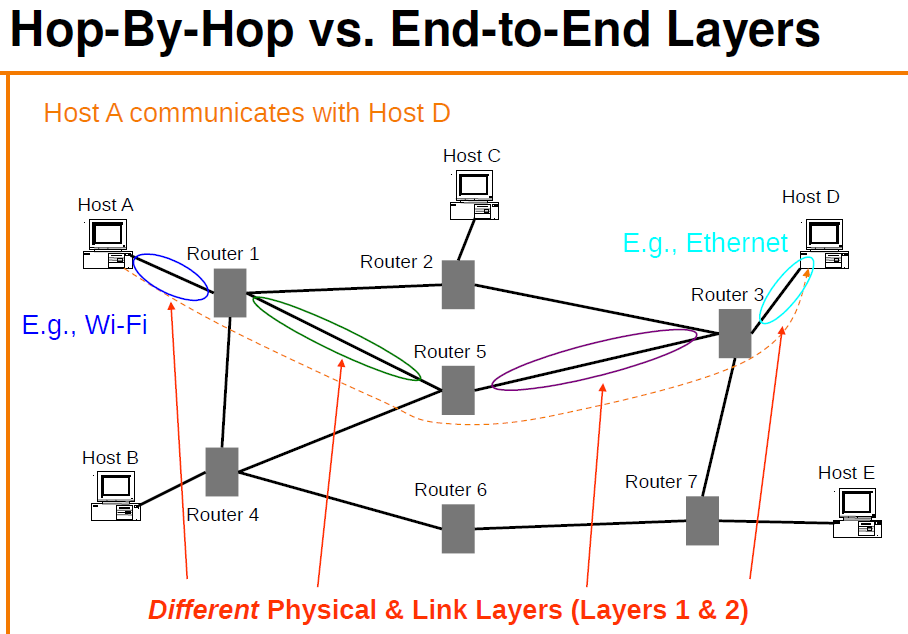 Hop-By-Hop vs. End-to-End Layers
Host A communicates with Host D
Host C
Host A
Host D
Router 1
E.g., Ethernet
Router 2
Router 3
E.g., Wi-Fi
Router 5
Host B
Host E
Router 7
Router 6
Router 4
Different Physical & Link Layers (Layers 1 & 2)